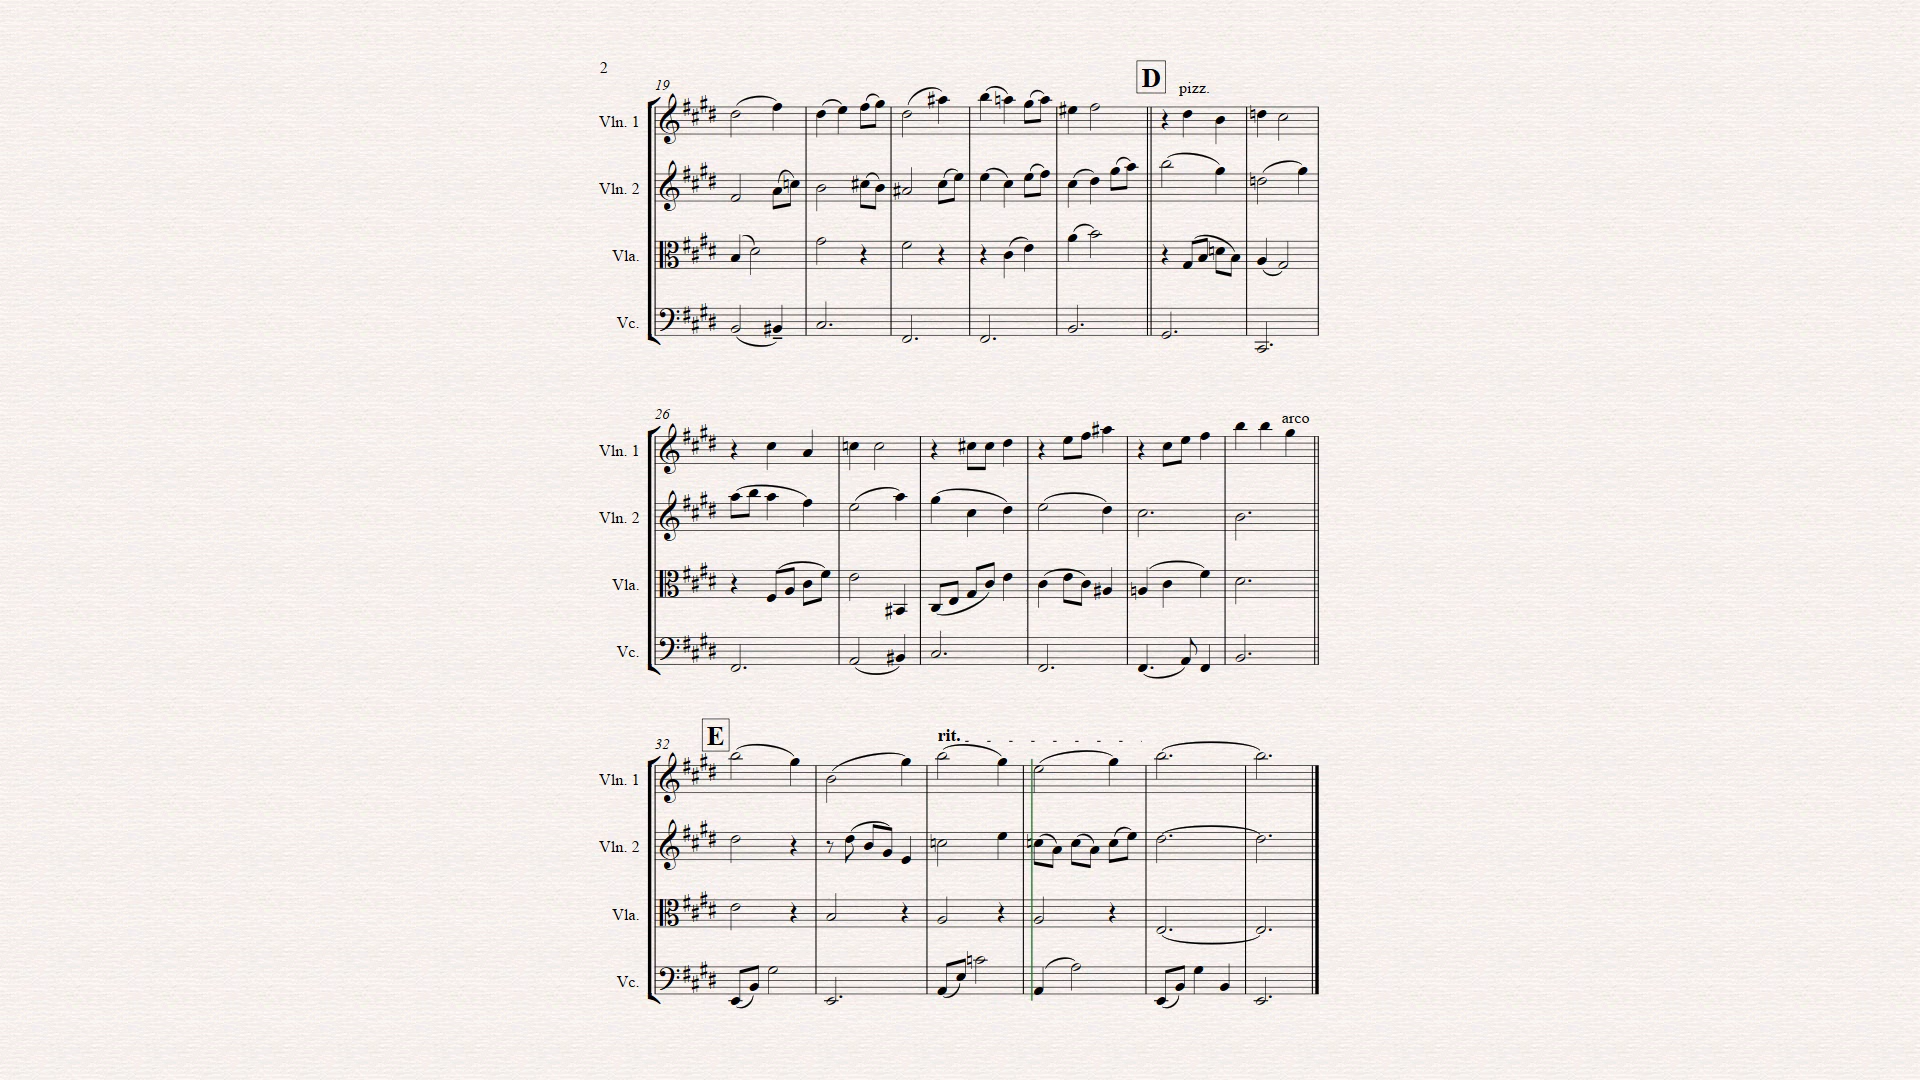 2
19
D
pizz.
Vln. 1
Vln. 2
Vla.
Vc.
26
arco
Vln. 1
Vln. 2
Vla.
Vc.
E
32
rit.
Vln. 1
Vln. 2
Vla.
Vc.